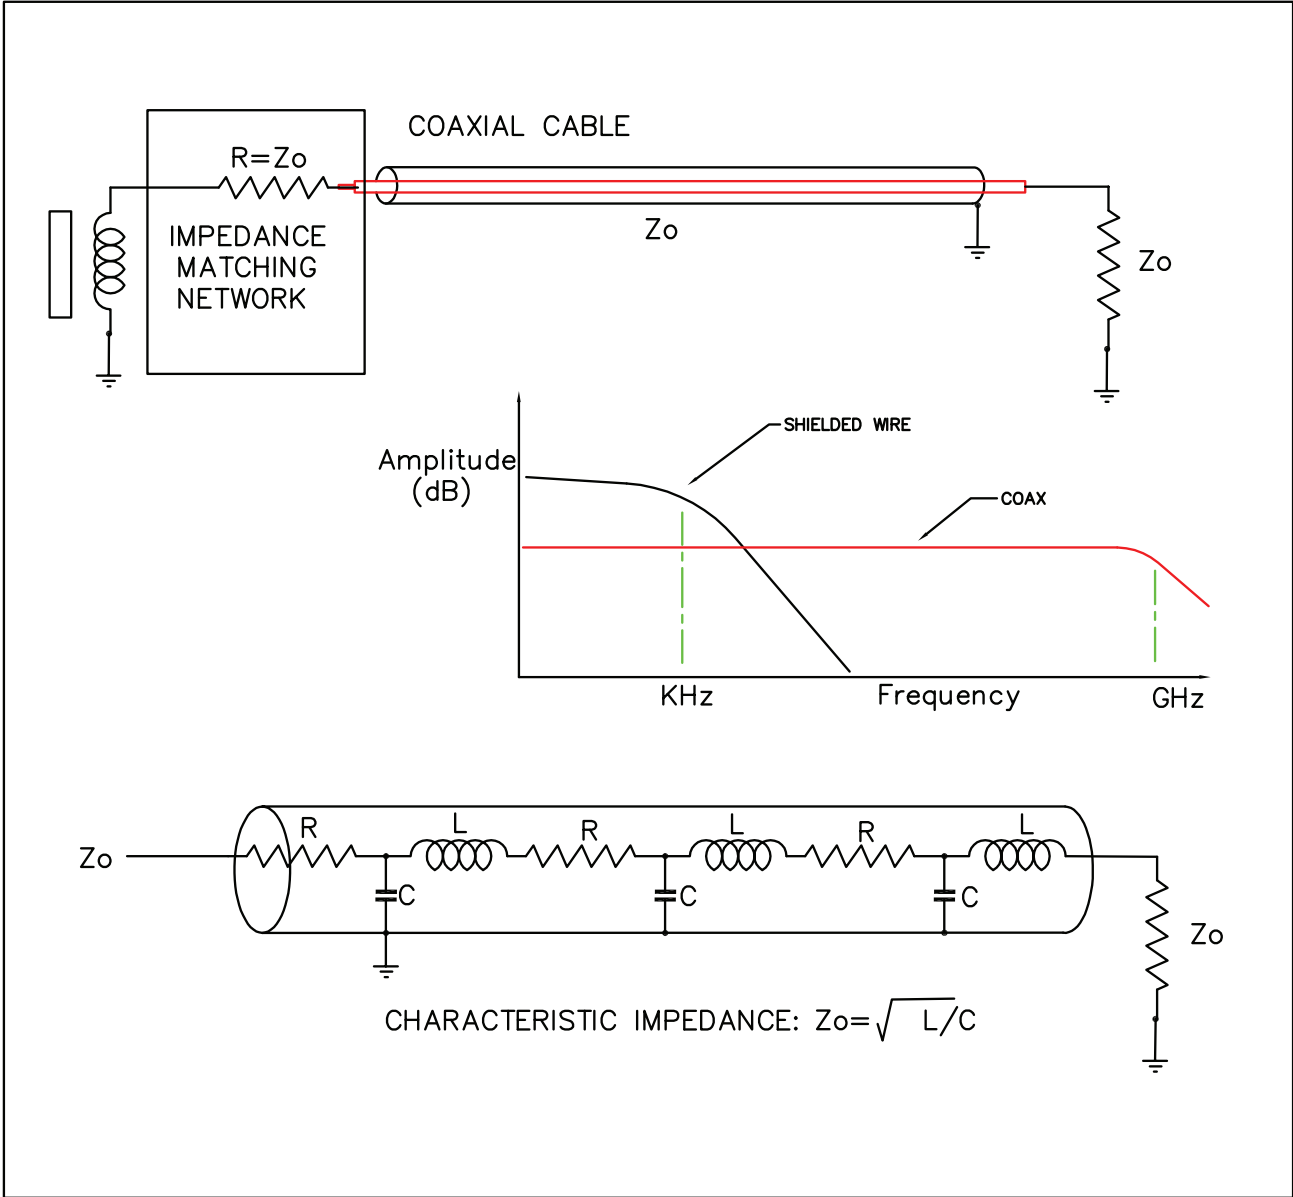 COAXIAL CABLE
R=Zo
IMPEDANCE
MATCHING
NETWORK
Zo
Zo
SHIELDED WIRE
Amplitude
(dB)
COAX
KHz
Frequency
GHz
R
L
R
L
R
L
Zo
C
C
C
Zo
CHARACTERISTIC IMPEDANCE: Zo=√ L/C